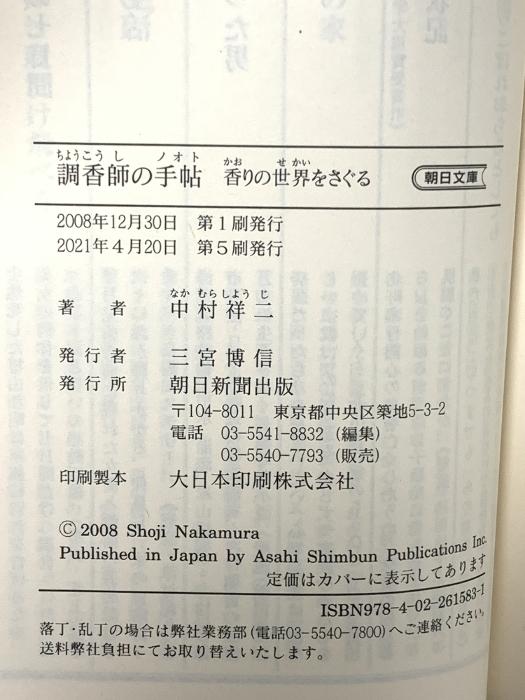 ちようこうし ノオト かお せかい
調香師の手帖 香りの世界をさぐる 朝日文庫
2008年12月30日 第1刷発行
2021年4月20日 第5刷発行
なか むら しよう じ
著者 中村祥二
発行者 三宮博信
発行所 朝日新聞出版
〒104-8011 東京都中央区築地5-3-2
電話 03-5541-8832（編集）
03-5540-7793（販売）
印刷製本 大日本印刷株式会社
© 2008 Shoji Nakamura
Published in Japan by Asahi Shimbun Publications Inc.
定価はカバーに表示してあります
ISBN978-4-02-261583-1
落丁・乱丁の場合は弊社業務部（電話03-5540-7800）へご連絡ください。
送料弊社負担にてお取り替えいたします。